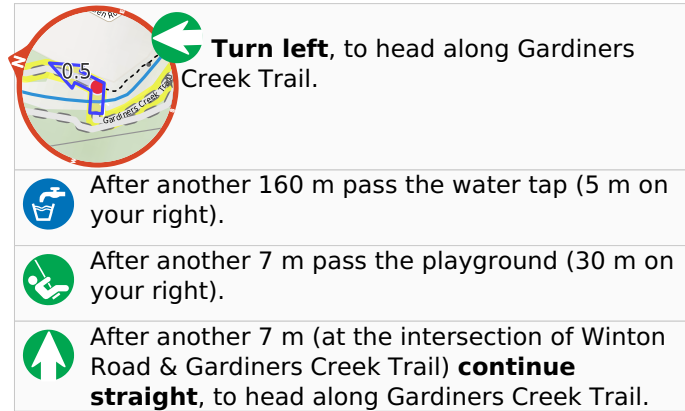 en Ro
N
0.5
Gardiners Creek Trail
Turn left, to head along Gardiners
Creek Trail.
After another 160 m pass the water tap (5 m on
your right).
After another 7 m pass the playground (30 m on
your right).
After another 7 m (at the intersection of Winton
Road & Gardiners Creek Trail) continue
straight, to head along Gardiners Creek Trail.